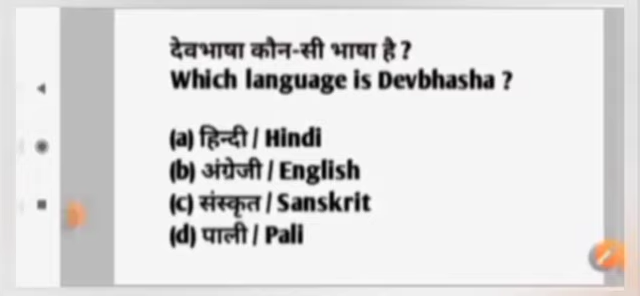 देवभाषा कौन-सी भाषा है ?
Which language is Devbhasha ?
(a) हिन्दी / Hindi
(b) अंग्रेजी / English
(c) संस्कृत / Sanskrit
(d) पाली / Pali